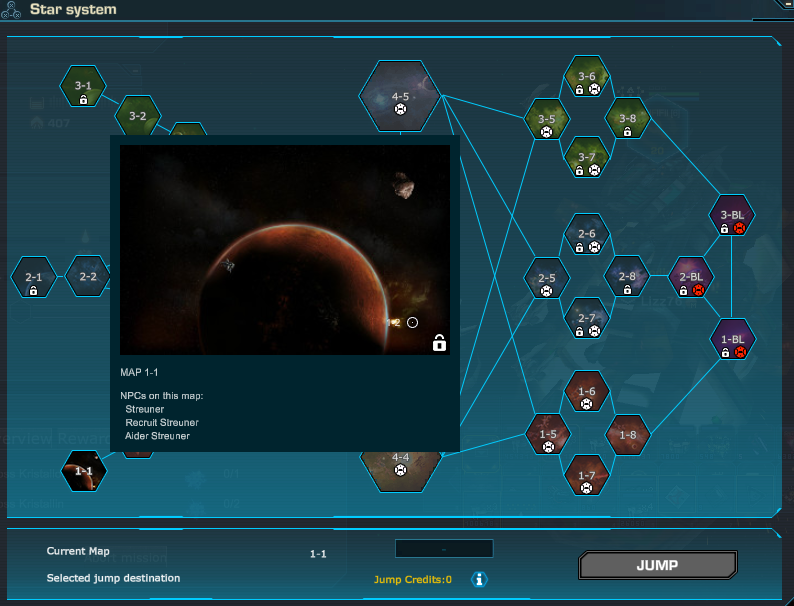 Star system
3-1
3-2
4-5
3-6
3-5
3-8
3-7
407
3-BL
2-1
2-2
2-6
2-5
2-8
2-BL
2-7
1-BL
1-2
MAP 1-1
NPCs on this map:
Streuner
Recruit Streuner
Aider Streuner
1-6
1-5
1-8
1-7
4-4
1-1
Current Map
1-1
-
Selected jump destination
Jump Credits:0
i
JUMP